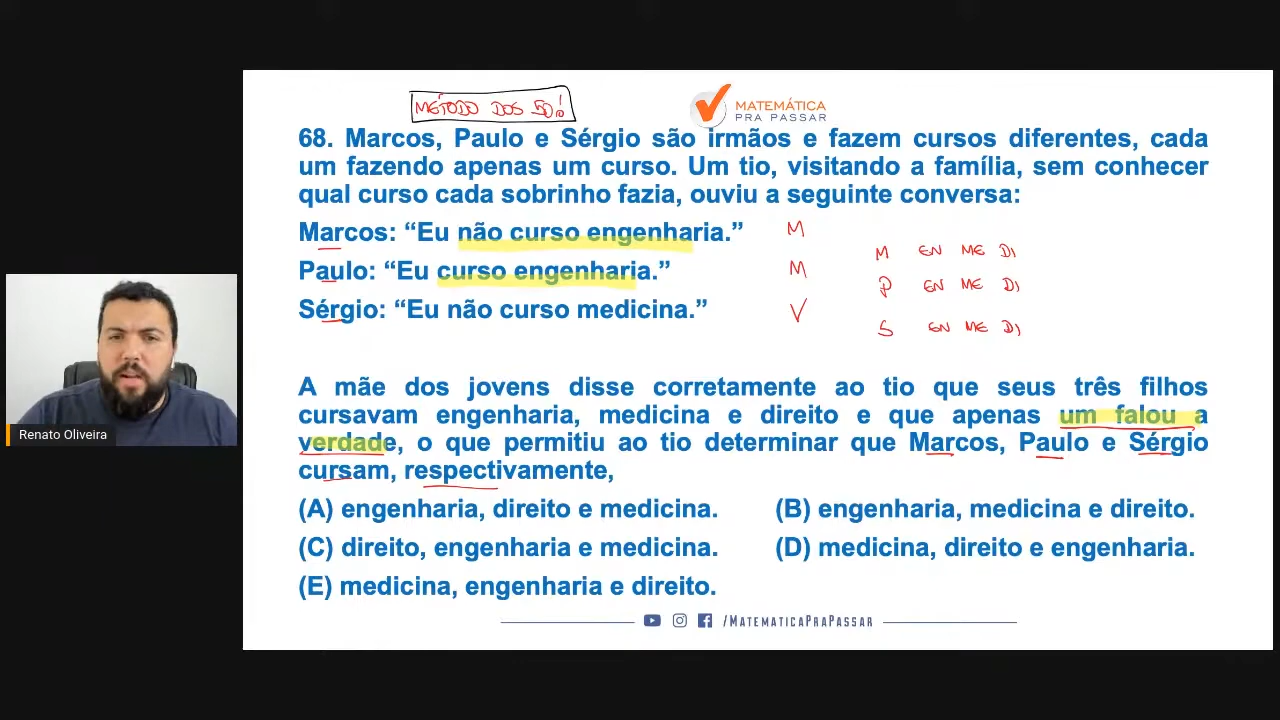 MÉTODO DOS 50%
MATEMÁTICA
PRA PASSAR
68. Marcos, Paulo e Sérgio são irmãos e fazem cursos diferentes, cada
um fazendo apenas um curso. Um tio, visitando a família, sem conhecer
qual curso cada sobrinho fazia, ouviu a seguinte conversa:
Marcos: “Eu não curso engenharia.” M
M EN ME DI
Paulo: “Eu curso engenharia.” M
P EN ME DI
Sérgio: “Eu não curso medicina.” V
S EN ME DI
A mãe dos jovens disse corretamente ao tio que seus três filhos
cursavam engenharia, medicina e direito e que apenas um falou a
verdade, o que permitiu ao tio determinar que Marcos, Paulo e Sérgio
cursam, respectivamente,
(A) engenharia, direito e medicina. (B) engenharia, medicina e direito.
(C) direito, engenharia e medicina. (D) medicina, direito e engenharia.
(E) medicina, engenharia e direito.
/MATEMATICAPRAPASSAR
Renato Oliveira